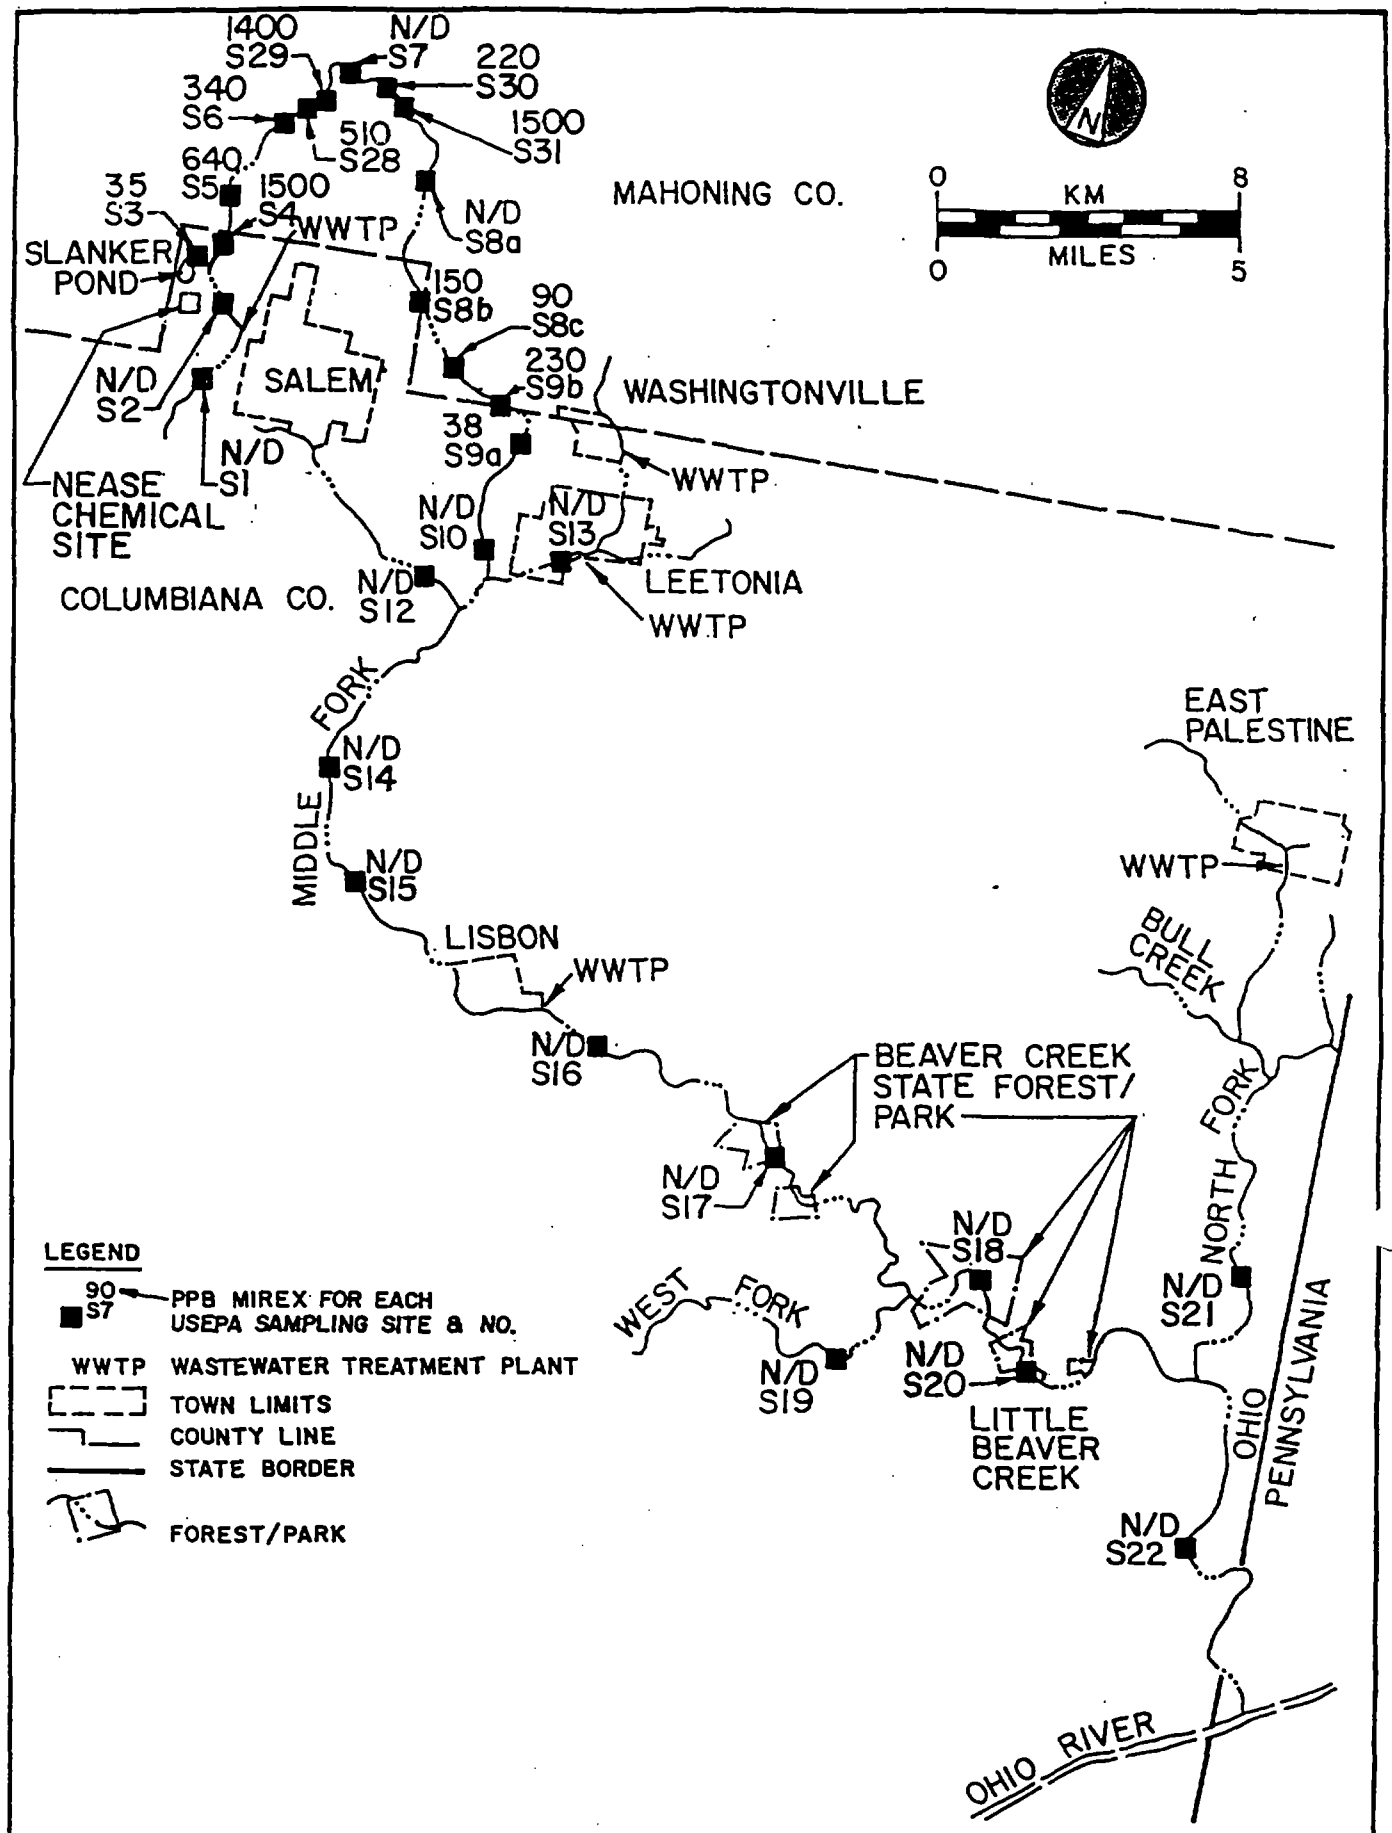 1400
S29
N/D
S7
220
S30
340
S6
510
S28
1500
S31
640
S5
35
S3
1500
S4
WWTP
MAHONING CO.
N
0
8
KM
MILES
0
5
N/D
S8a
SLANKER
POND
150
S8b
90
S8c
230
S9b
N/D
S2
SALEM
WASHINGTONVILLE
38
S9a
N/D
S1
WWTP
NEASE
CHEMICAL
SITE
N/D
S10
N/D
S13
LEETONIA
WWTP
COLUMBIANA CO.
N/D
S12
MIDDLE FORK
N/D
S14
N/D
S15
EAST
PALESTINE
WWTP
LISBON
WWTP
BULL
CREEK
N/D
S16
BEAVER CREEK
STATE FOREST/
PARK
NORTH FORK
N/D
S17
N/D
S18
N/D
S21
WEST FORK
N/D
S19
N/D
S20
LITTLE
BEAVER
CREEK
OHIO
PENNSYLVANIA
N/D
S22
OHIO RIVER
LEGEND
90
S7
PPB MIREX FOR EACH
USEPA SAMPLING SITE & NO.
WWTP WASTEWATER TREATMENT PLANT
TOWN LIMITS
COUNTY LINE
STATE BORDER
FOREST/PARK